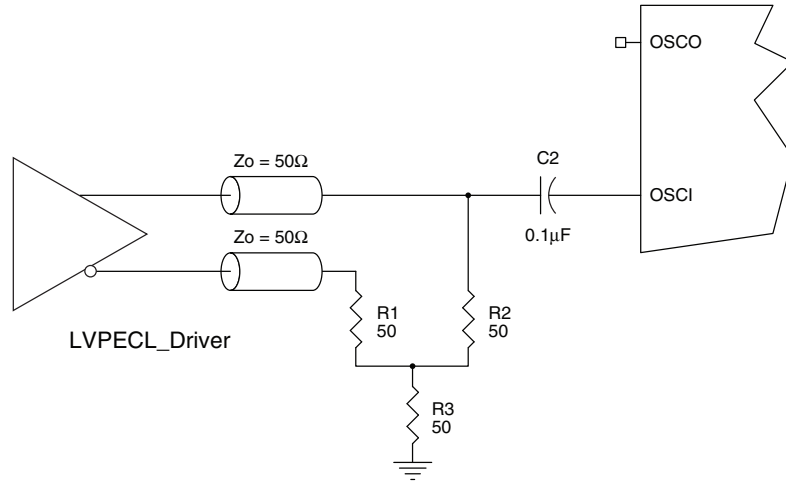 OSCO
Zo = 50Ω
C2
OSCI
0.1μF
Zo = 50Ω
R1
50
R2
50
LVPECL_Driver
R3
50